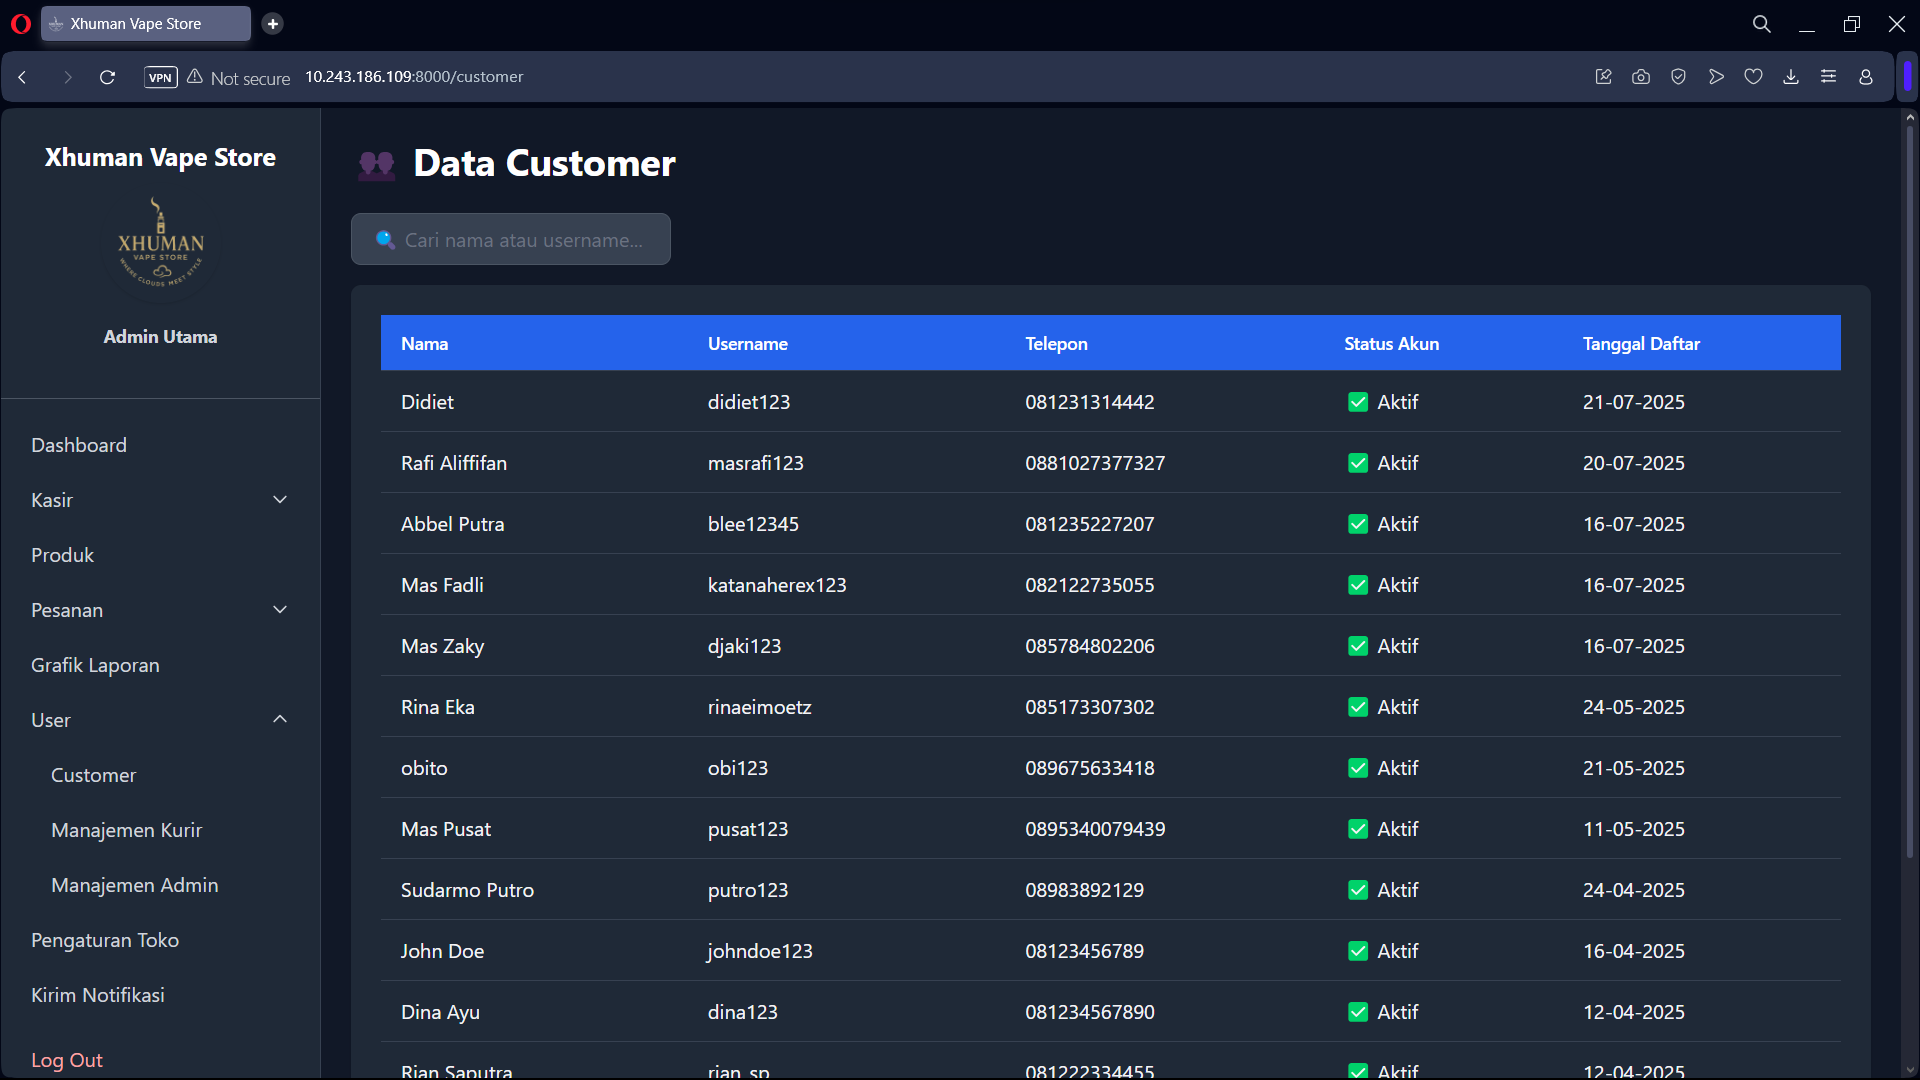 Xhuman Vape Store
VPN Not secure 10.243.186.109:8000/customer
Xhuman Vape Store
XHUMAN
VAPE STORE
WHERE CLOUDS MEET STYLE
Admin Utama
Dashboard
Kasir
Produk
Pesanan
Grafik Laporan
User
Customer
Manajemen Kurir
Manajemen Admin
Pengaturan Toko
Kirim Notifikasi
Log Out
Data Customer
Cari nama atau username...
Nama Username Telepon Status Akun Tanggal Daftar
Didiet didiet123 081231314442 Aktif 21-07-2025
Rafi Aliffifan masrafi123 0881027377327 Aktif 20-07-2025
Abbel Putra blee12345 081235227207 Aktif 16-07-2025
Mas Fadli katanaherex123 082122735055 Aktif 16-07-2025
Mas Zaky djaki123 085784802206 Aktif 16-07-2025
Rina Eka rinaeimoetz 085173307302 Aktif 24-05-2025
obito obi123 089675633418 Aktif 21-05-2025
Mas Pusat pusat123 0895340079439 Aktif 11-05-2025
Sudarmo Putro putro123 08983892129 Aktif 24-04-2025
John Doe johndoe123 08123456789 Aktif 16-04-2025
Dina Ayu dina123 081234567890 Aktif 12-04-2025
Rian Saputra rian_sp 081222334455 Aktif 12-04-2025